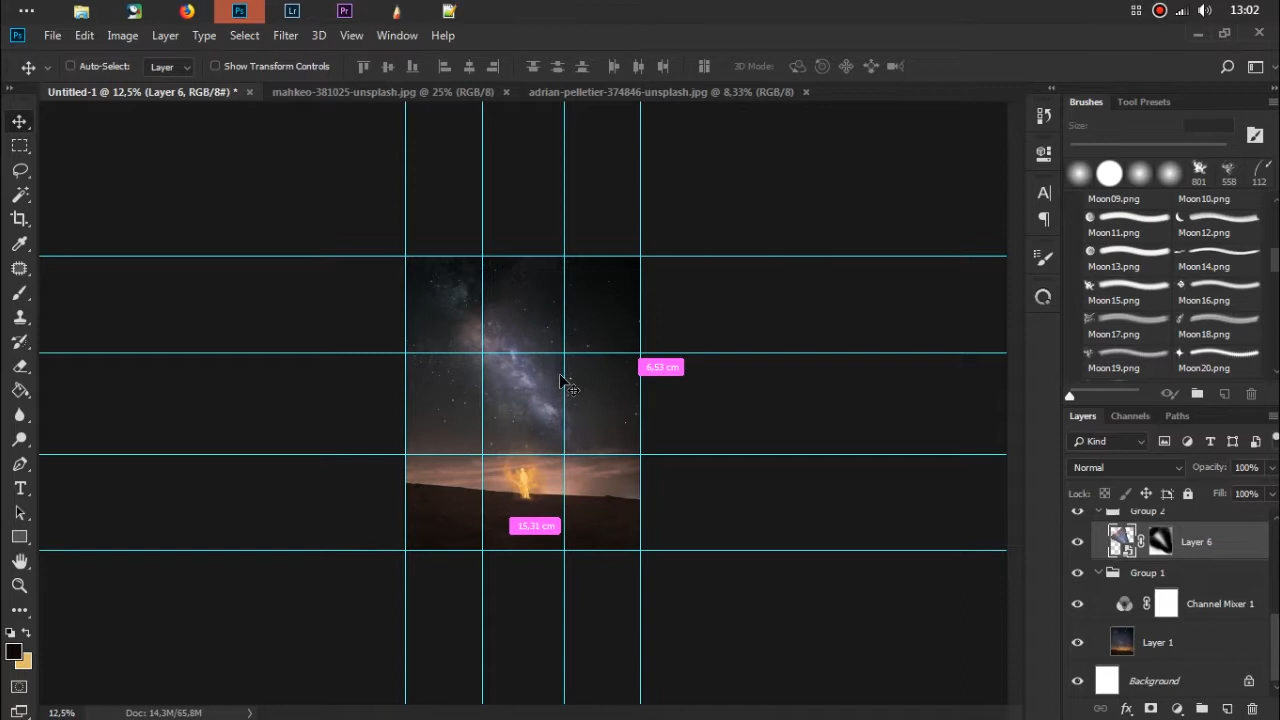 Ps Lr Pr 13:02
Ps File Edit Image Layer Type Select Filter 3D View Window Help
Auto-Select: Layer Show Transform Controls 3D Mode:
Untitled-1 @ 12,5% (Layer 6, RGB/8#) * × mahkeo-381025-unsplash.jpg @ 25% (RGB/8) × adrian-pelletier-374846-unsplash.jpg @ 8,33% (RGB/8) ×
Brushes Tool Presets
Size:
801 558 112
Moon09.png Moon10.png
Moon11.png Moon12.png
Moon13.png Moon14.png
Moon15.png Moon16.png
Moon17.png Moon18.png
Moon19.png Moon20.png
6,53 cm
15,31 cm
Layers Channels Paths
Kind
Normal Opacity: 100%
Lock: Fill: 100%
Group 2
Layer 6
Group 1
Channel Mixer 1
Layer 1
Background
12,5% Doc: 14,3M/65,8M